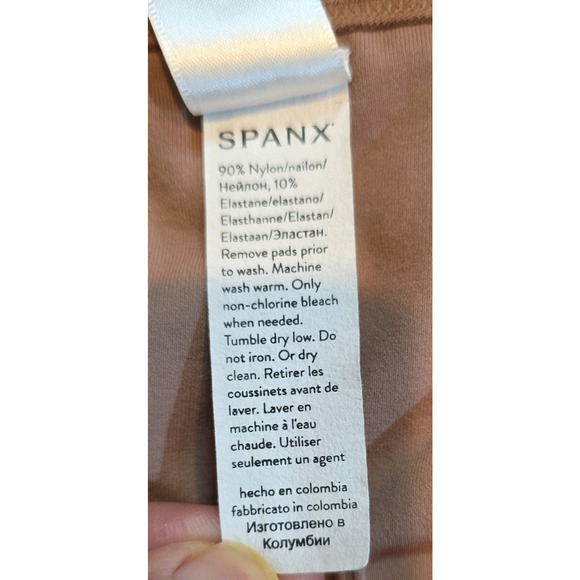 SPANX
90% Nylon/nailon/
Нейлон, 10%
Elastane/elastano/
Elasthanne/Elastan/
Elastaan/Эластан.
Remove pads prior
to wash. Machine
wash warm. Only
non-chlorine bleach
when needed.
Tumble dry low. Do
not iron. Or dry
clean. Retirer les
coussinets avant de
laver. Laver en
machine à l'eau
chaude. Utiliser
seulement un agent
hecho en colombia
fabbricato in colombia
Изготовлено в
Колумбии